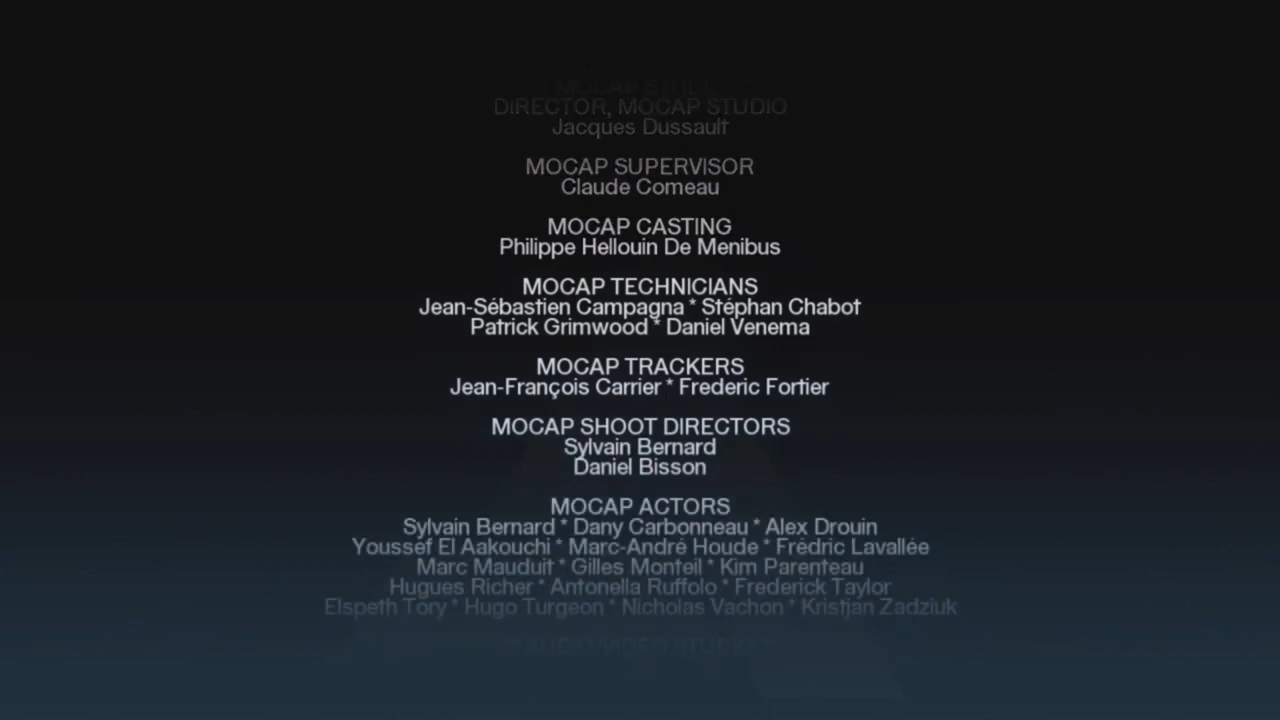 DIRECTOR, MOCAP STUDIO
Jacques Dussault
MOCAP SUPERVISOR
Claude Comeau
MOCAP CASTING
Philippe Hellouin De Menibus
MOCAP TECHNICIANS
Jean-Sébastien Campagna * Stéphan Chabot
Patrick Grimwood * Daniel Venema
MOCAP TRACKERS
Jean-François Carrier * Frederic Fortier
MOCAP SHOOT DIRECTORS
Sylvain Bernard
Daniel Bisson
MOCAP ACTORS
Sylvain Bernard * Dany Carbonneau * Alex Drouin
Youssef El Aakouchi * Marc-André Houde * Frédric Lavallée
Marc Mauduit * Gilles Monteil * Kim Parenteau
Hugues Richer * Antonella Ruffolo * Frederick Taylor
Elspeth Tory * Hugo Turgeon * Nicholas Vachon * Kristjan Zadziuk